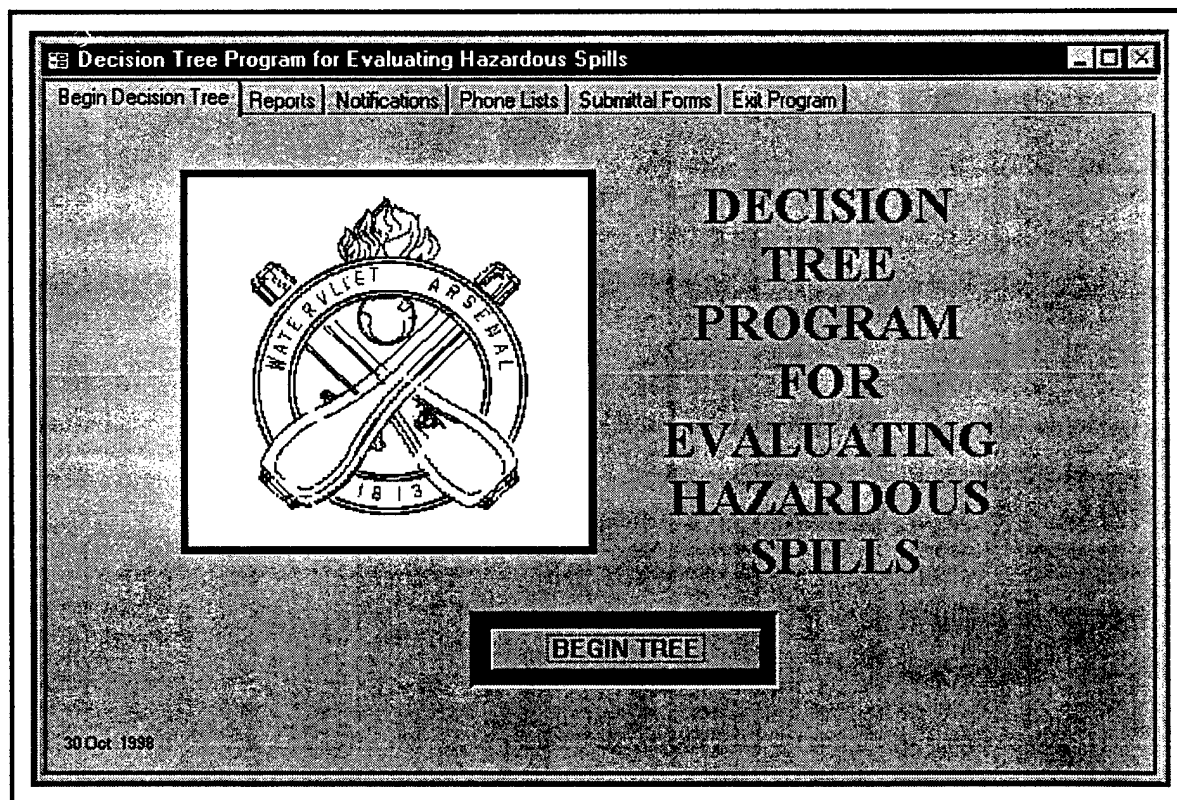 Decision Tree Program for Evaluating Hazardous Spills
Begin Decision Tree Reports Notifications Phone Lists Submittal Forms Exit Program
WATERVLIET ARSENAL
1813
DECISION
TREE
PROGRAM
FOR
EVALUATING
HAZARDOUS
SPILLS
BEGIN TREE
30 Oct 1998